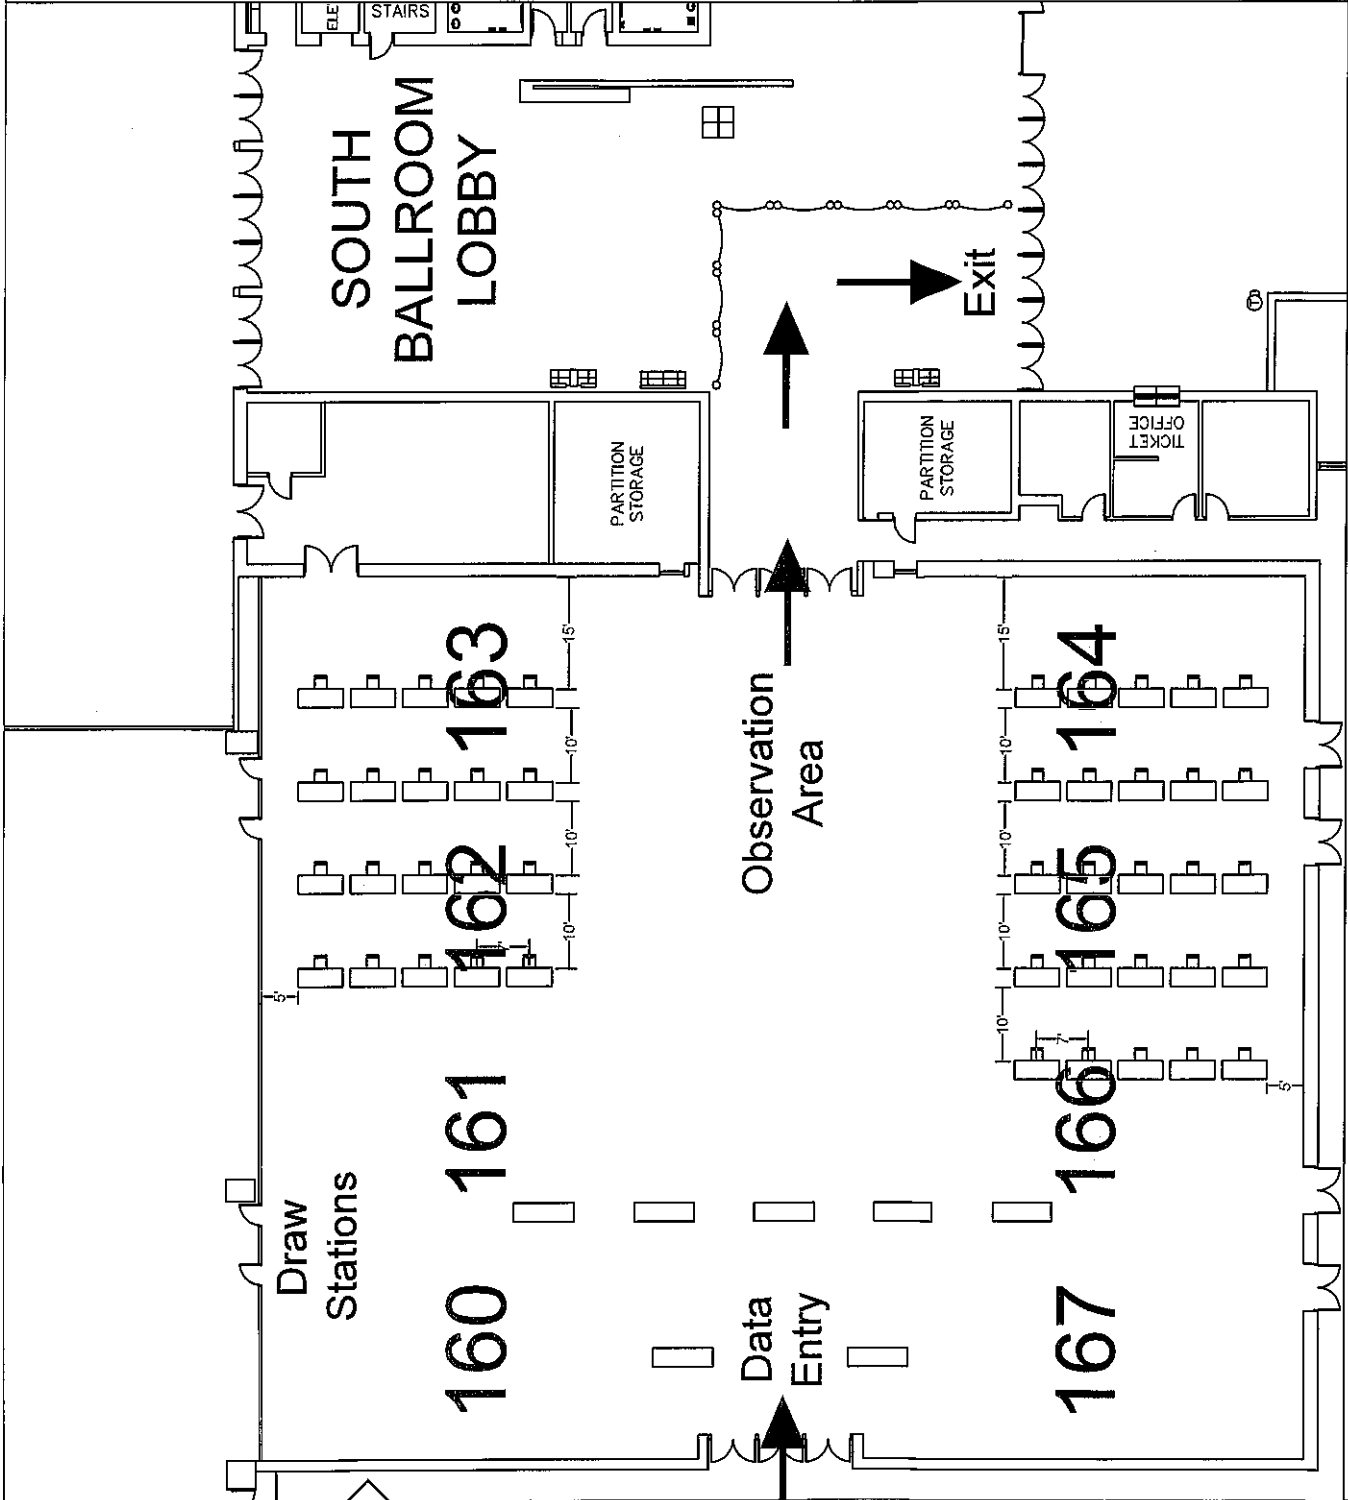 ELE
STAIRS
SOUTH
BALLROOM
LOBBY
Exit
PARTITION
STORAGE
PARTITION
STORAGE
TICKET
OFFICE
163
15'
10'
10'
10'
162
7'
5'
161
160
Draw
Stations
Observation
Area
164
15'
10'
10'
10'
10'
165
7'
166
5'
167
Data
Entry